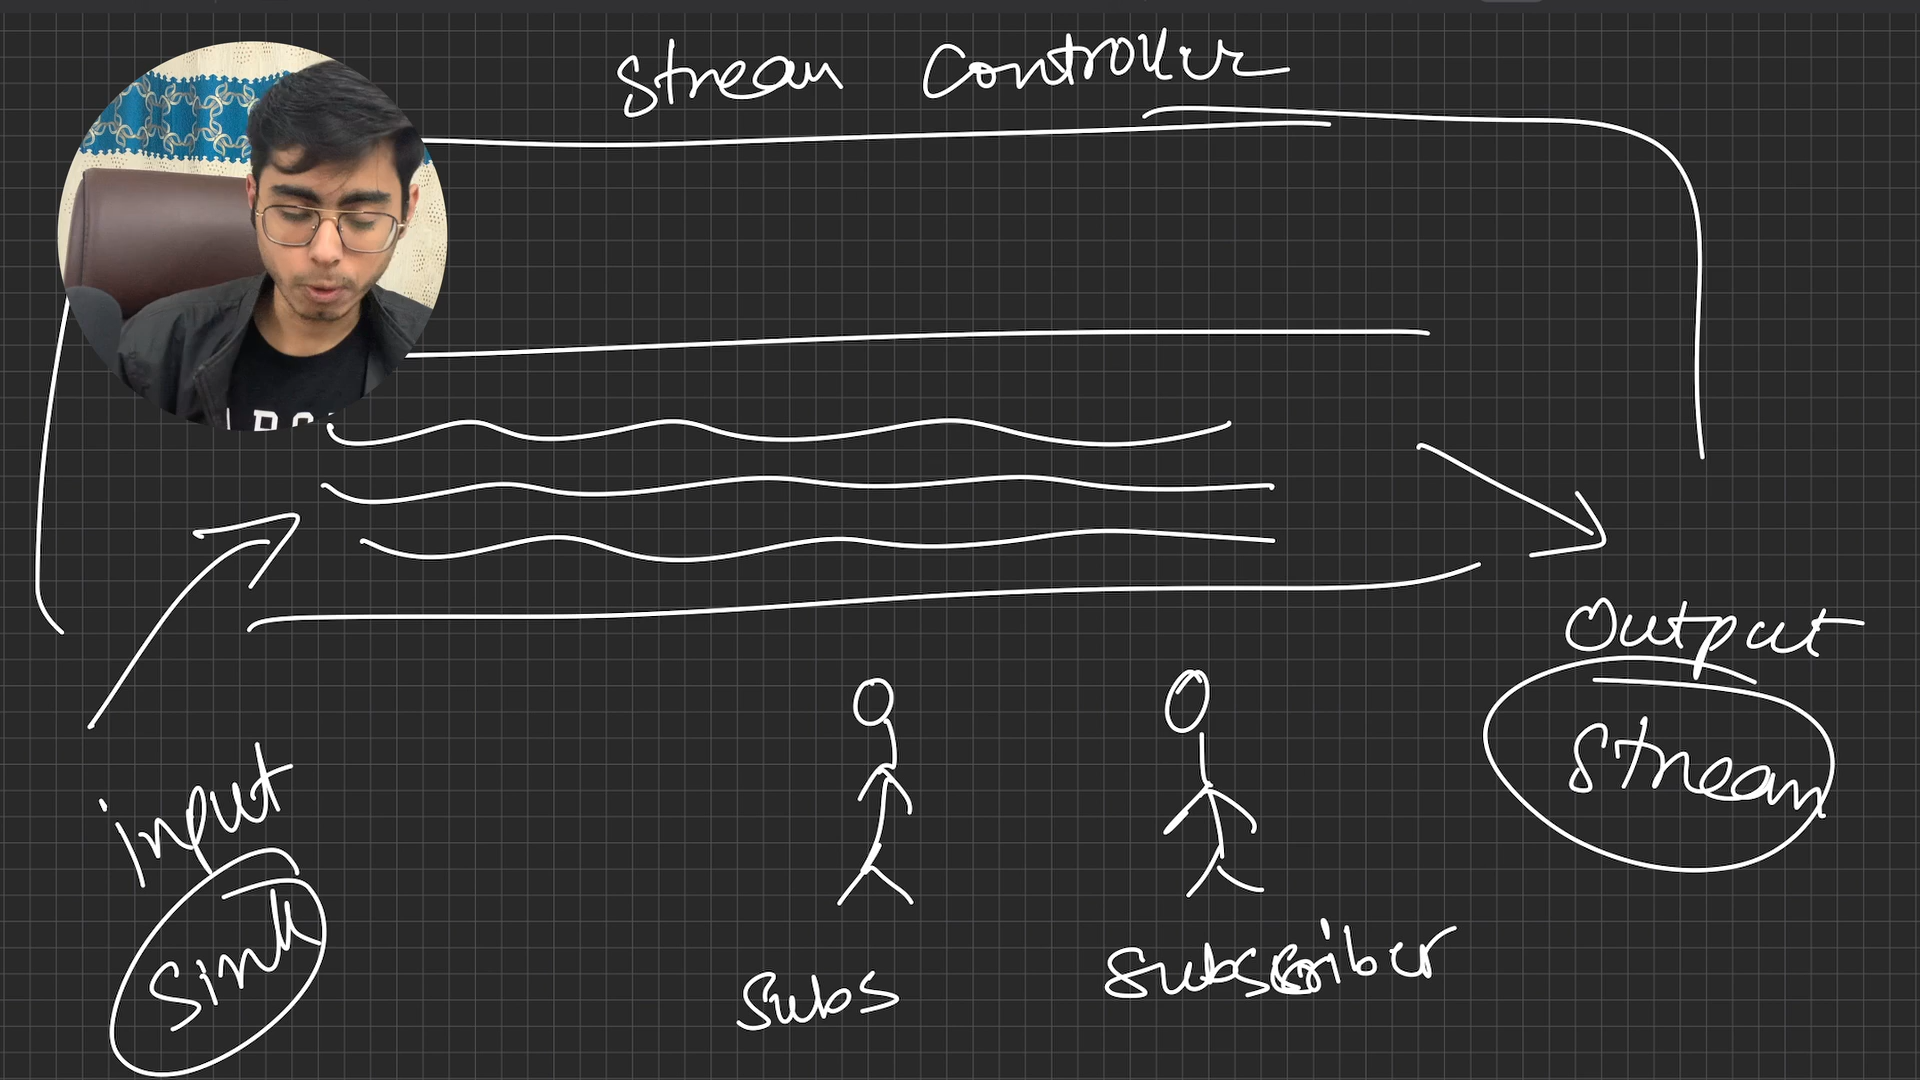 Stream Controller
Output
Stream
input
Sink
Subs
Subscriber